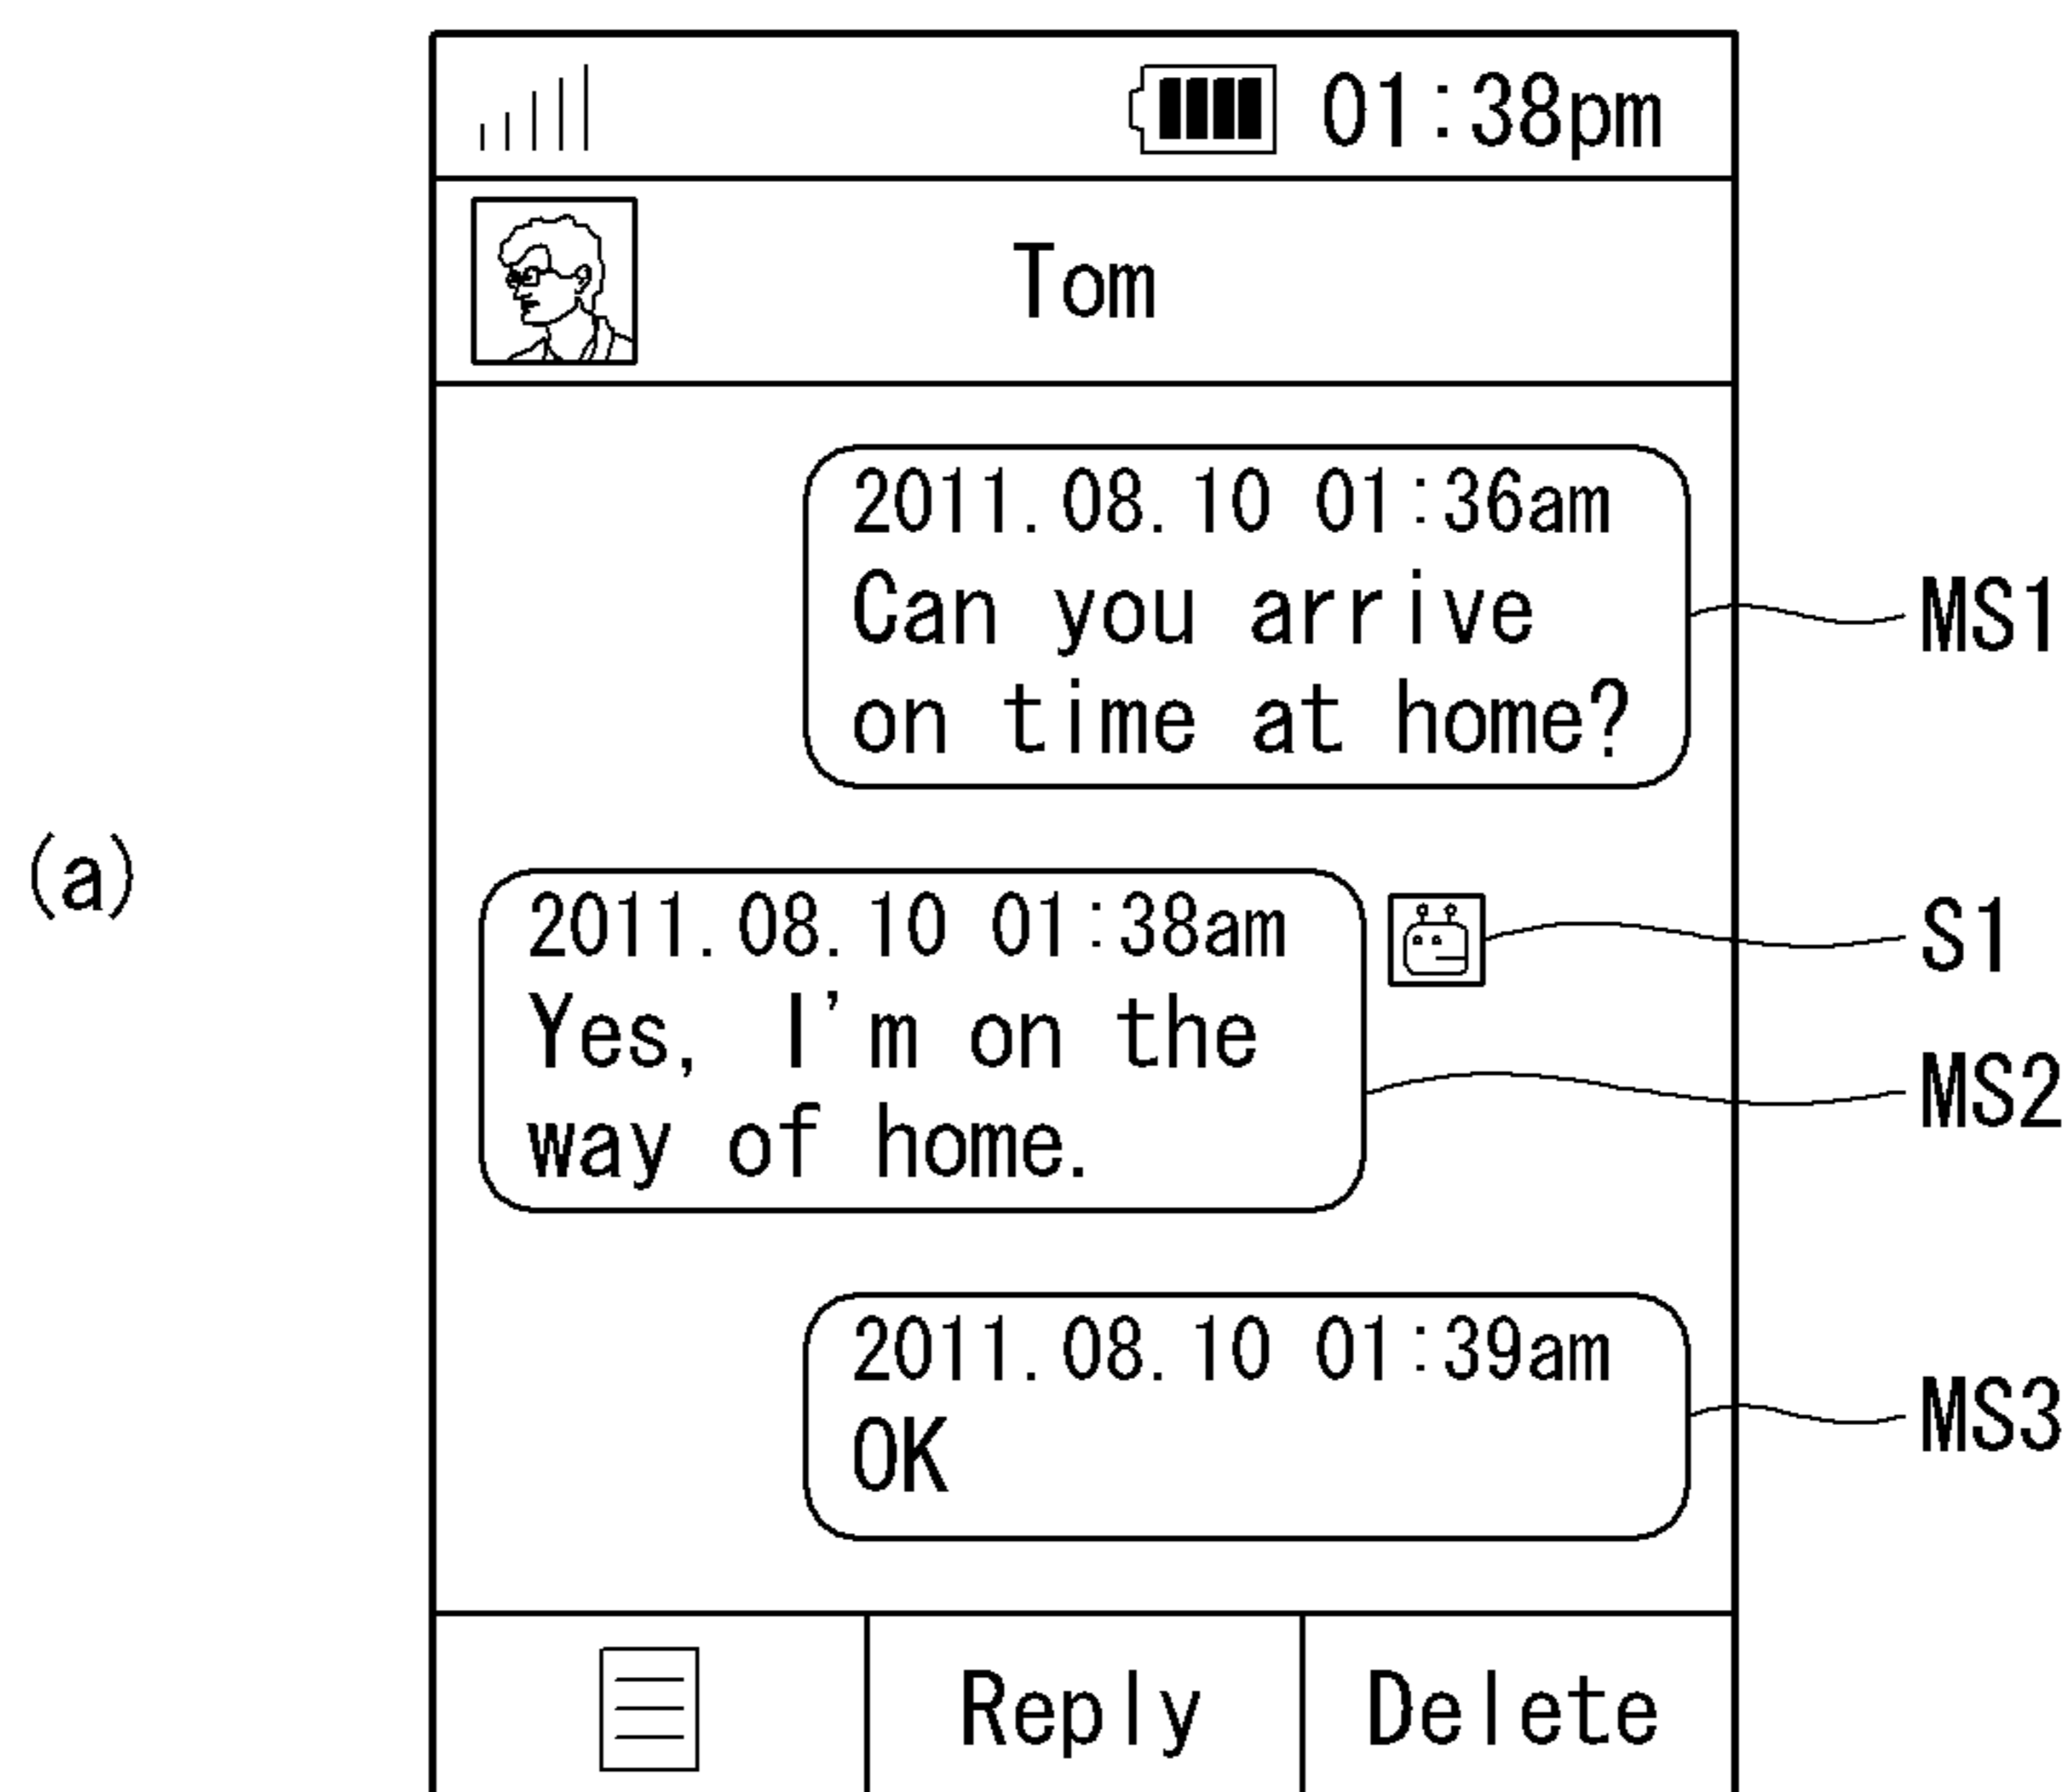 01:38pm
Tom
2011.08.10 01:36am
Can you arrive
on time at home?
MS1
(a)
2011.08.10 01:38am
S1
Yes, I'm on the
way of home.
MS2
2011.08.10 01:39am
OK
MS3
Reply Delete